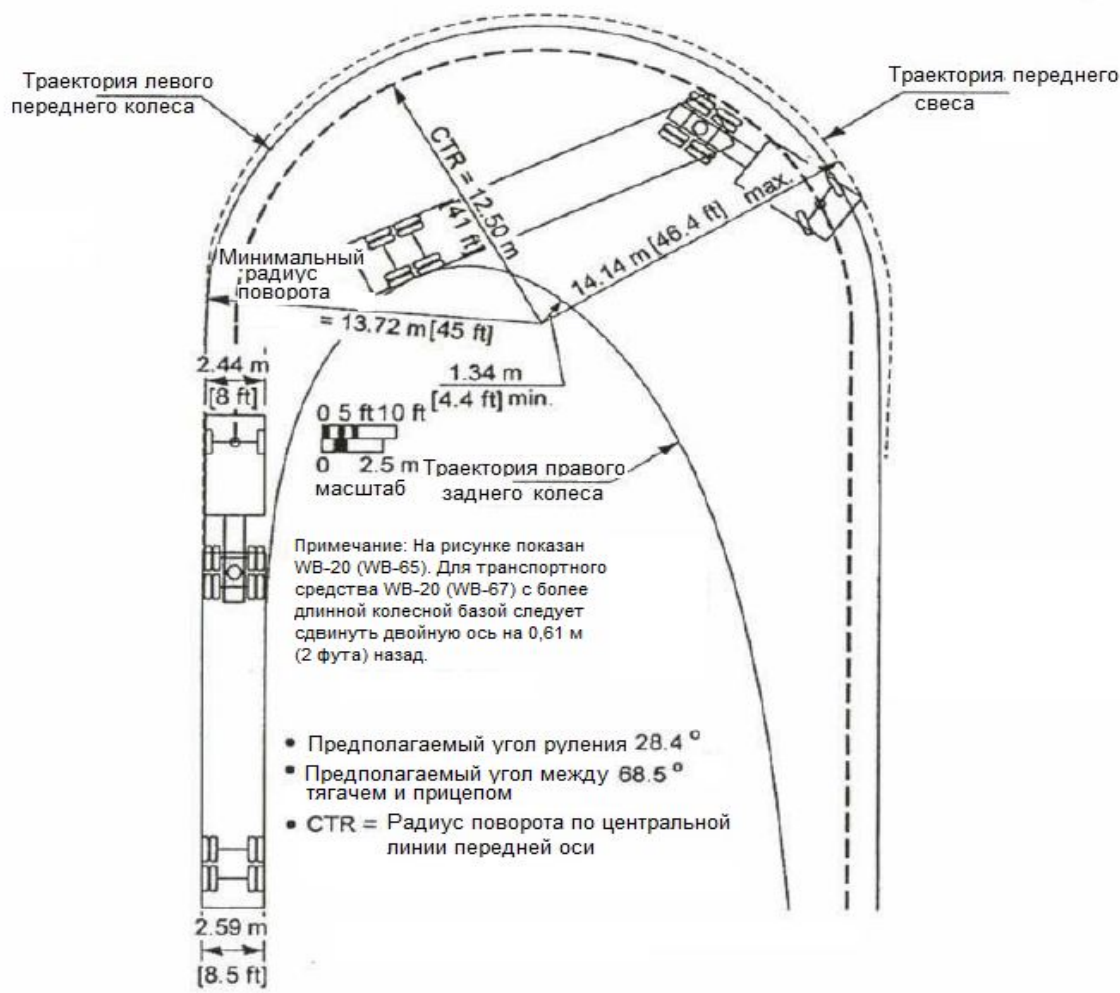 Траектория левого
переднего колеса
Траектория переднего
свеса
CTR = 12.50 m
[41 ft]
14.14 m [46.4 ft] max.
Минимальный
радиус
поворота
= 13.72 m [45 ft]
2.44 m
[8 ft]
1.34 m
[4.4 ft] min.
0 5 ft 10 ft
0 2.5 m
масштаб
Траектория правого
заднего колеса
Примечание: На рисунке показан
WB-20 (WB-65). Для транспортного
средства WB-20 (WB-67) с более
длинной колесной базой следует
сдвинуть двойную ось на 0,61 м
(2 фута) назад.
• Предполагаемый угол руления 28.4°
• Предполагаемый угол между 68.5°
тягачем и прицепом
• CTR = Радиус поворота по центральной
линии передней оси
2.59 m
[8.5 ft]